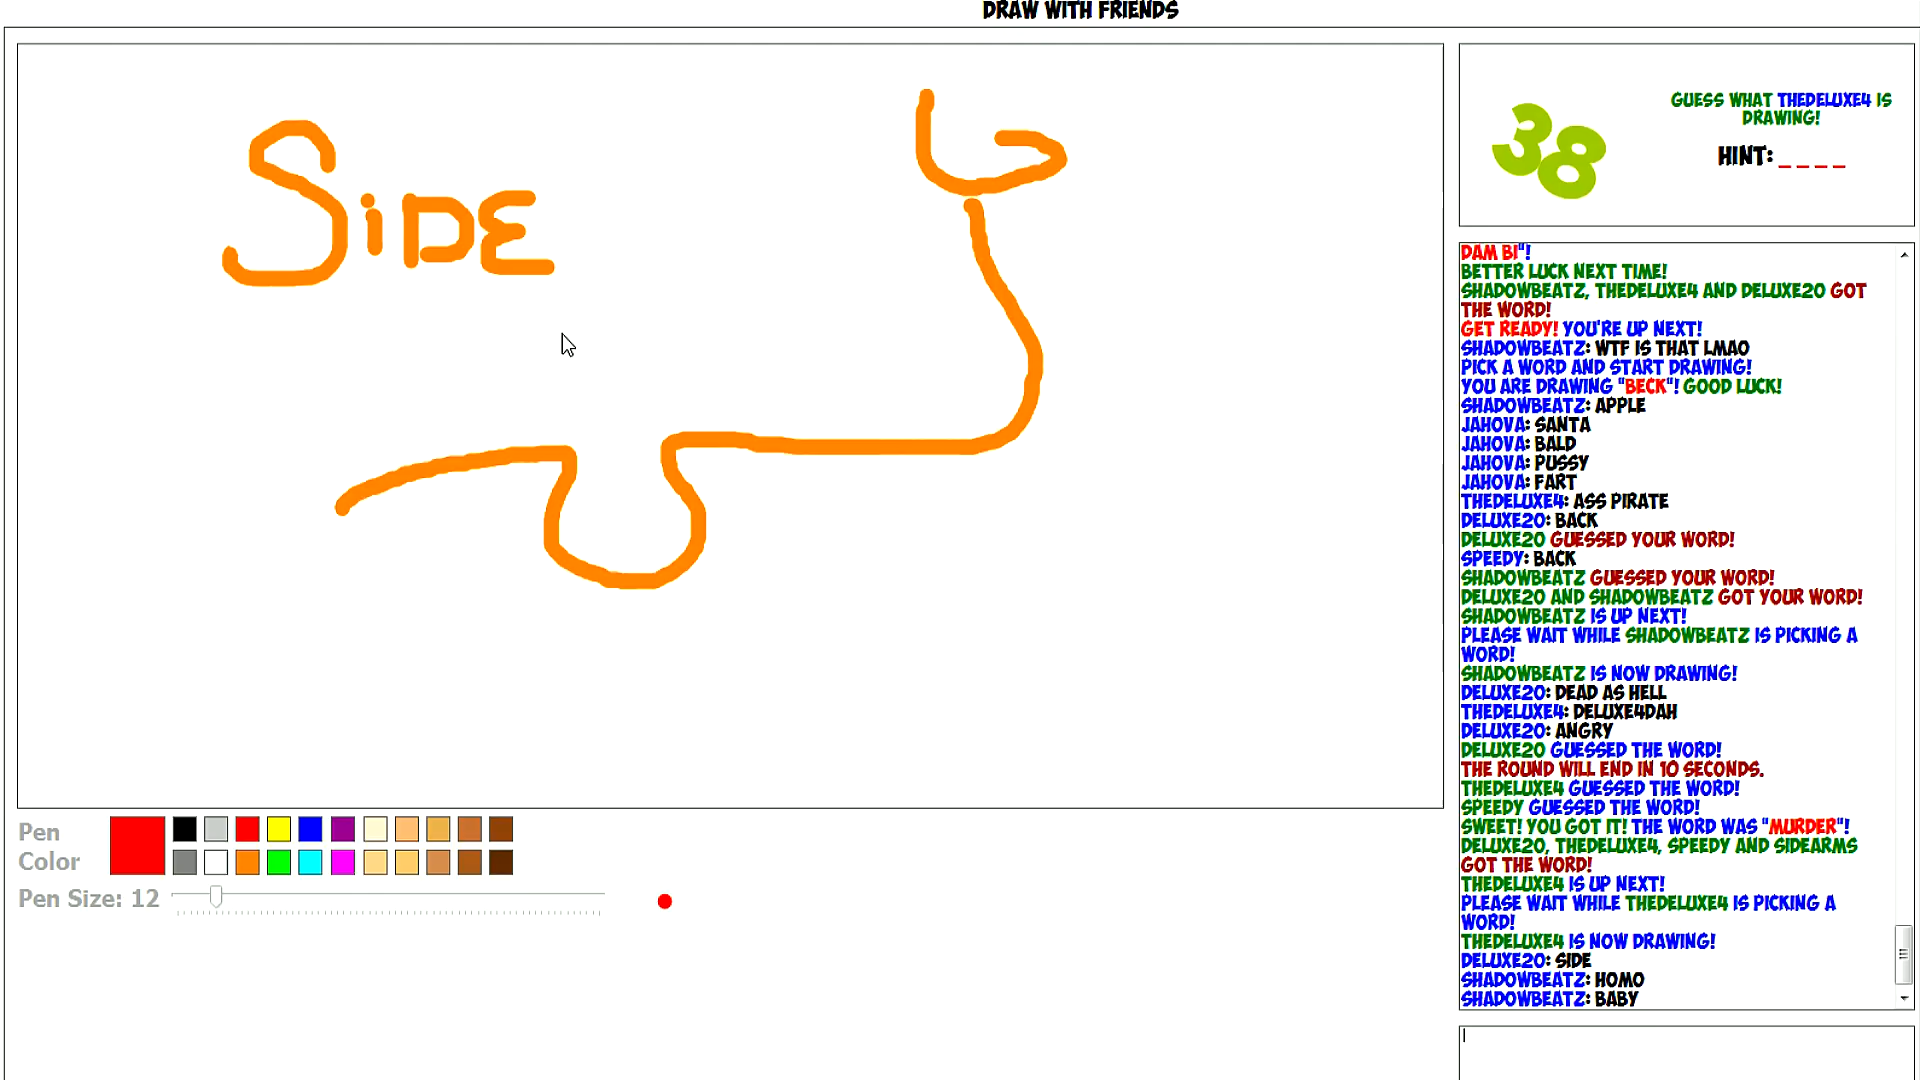 DRAW WITH FRIENDS
SIDE
38
GUESS WHAT THEDELUXE4 IS
DRAWING!
HINT: _ _ _ _
DAM BI"!
BETTER LUCK NEXT TIME!
SHADOWBEATZ, THEDELUXE4 AND DELUXE20 GOT
THE WORD!
GET READY! YOU'RE UP NEXT!
SHADOWBEATZ: WTF IS THAT LMAO
PICK A WORD AND START DRAWING!
YOU ARE DRAWING "BECK"! GOOD LUCK!
SHADOWBEATZ: APPLE
JAHOVA: SANTA
JAHOVA: BALD
JAHOVA: PUSSY
JAHOVA: FART
THEDELUXE4: ASS PIRATE
DELUXE20: BACK
DELUXE20 GUESSED YOUR WORD!
SPEEDY: BACK
SHADOWBEATZ GUESSED YOUR WORD!
DELUXE20 AND SHADOWBEATZ GOT YOUR WORD!
SHADOWBEATZ IS UP NEXT!
PLEASE WAIT WHILE SHADOWBEATZ IS PICKING A
WORD!
SHADOWBEATZ IS NOW DRAWING!
DELUXE20: DEAD AS HELL
THEDELUXE4: DELUXE4DAH
DELUXE20: ANGRY
DELUXE20 GUESSED THE WORD!
THE ROUND WILL END IN 10 SECONDS.
THEDELUXE4 GUESSED THE WORD!
SPEEDY GUESSED THE WORD!
SWEET! YOU GOT IT! THE WORD WAS "MURDER"!
DELUXE20, THEDELUXE4, SPEEDY AND SIDEARMS
GOT THE WORD!
THEDELUXE4 IS UP NEXT!
PLEASE WAIT WHILE THEDELUXE4 IS PICKING A
WORD!
THEDELUXE4 IS NOW DRAWING!
DELUXE20: SIDE
SHADOWBEATZ: HOMO
SHADOWBEATZ: BABY
Pen
Color
Pen Size: 12